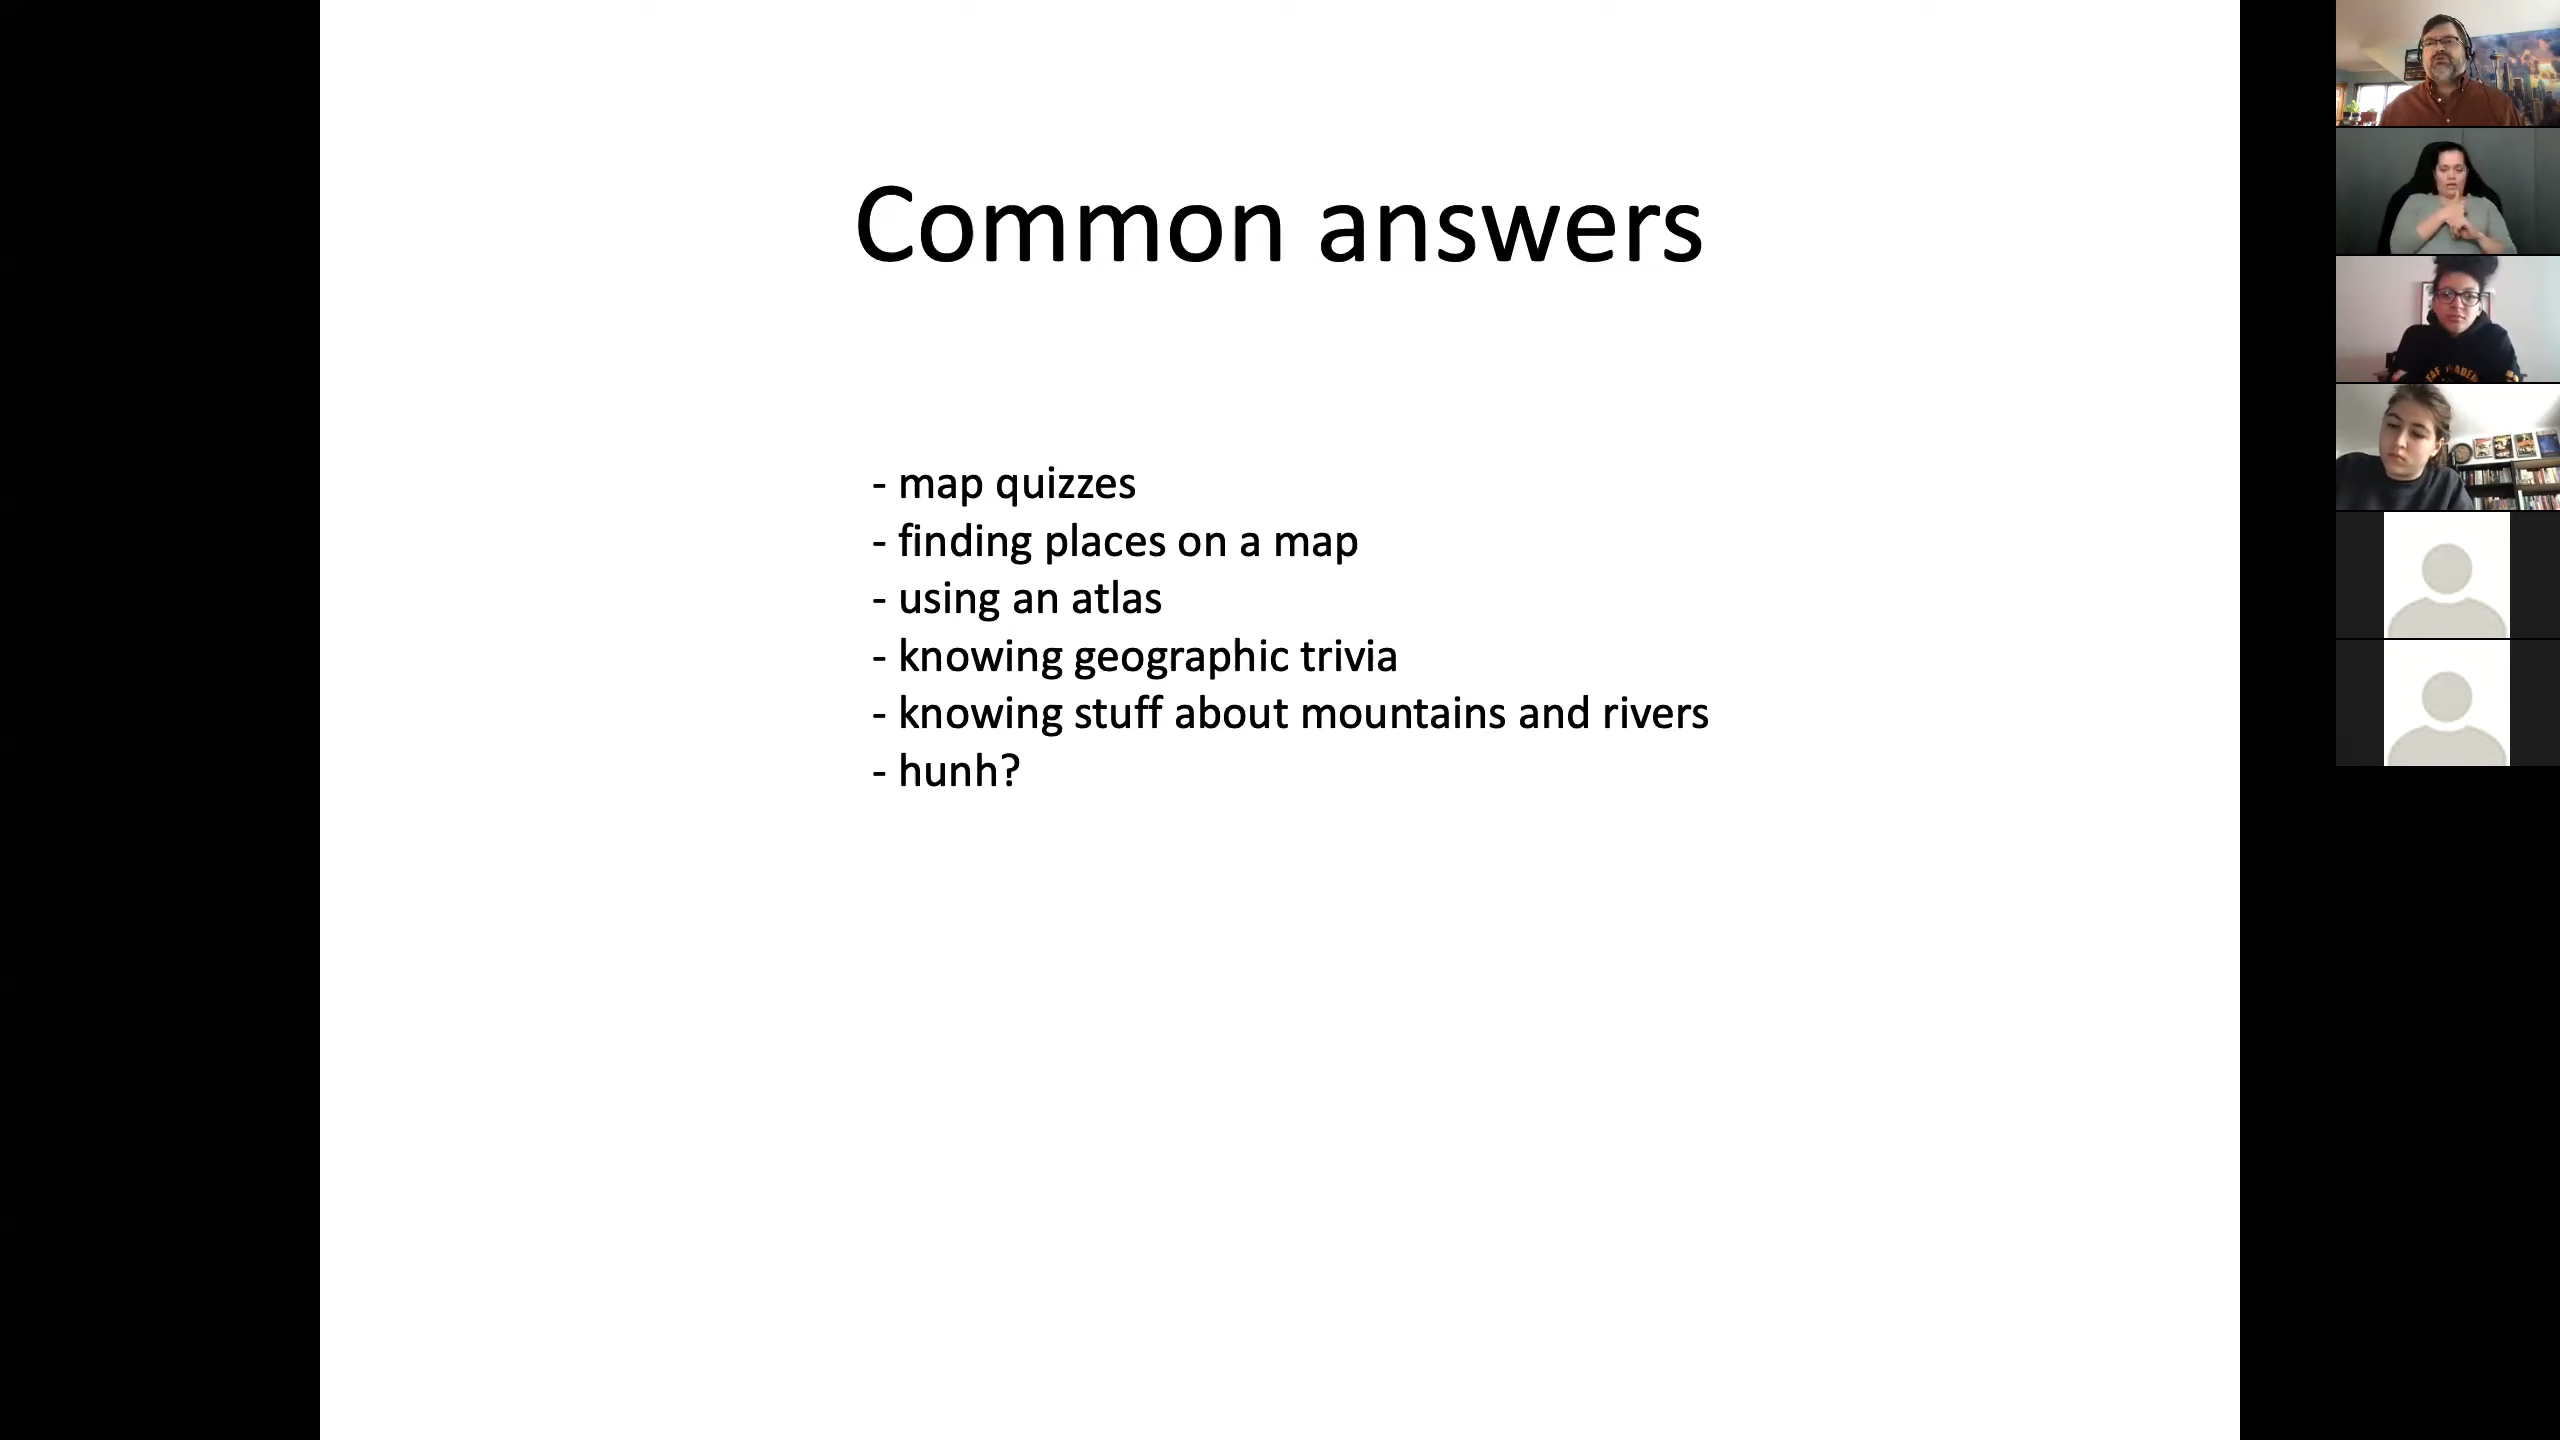 Common answers
- map quizzes
- finding places on a map
- using an atlas
- knowing geographic trivia
- knowing stuff about mountains and rivers
- hunh?